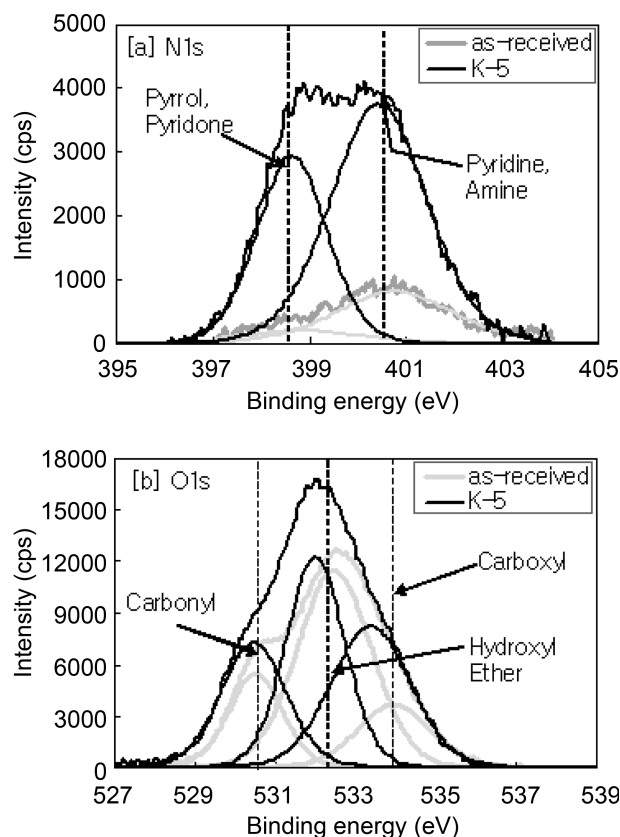 [a] N1s
as-received
K-5
Pyrrol,
Pyridone
Pyridine,
Amine
Intensity (cps)
5000
4000
3000
2000
1000
0
395 397 399 401 403 405
Binding energy (eV)
[b] O1s
as-received
K-5
Carbonyl
Carboxyl
Hydroxyl
Ether
Intensity (cps)
18000
15000
12000
9000
6000
3000
0
527 529 531 533 535 537 539
Binding energy (eV)